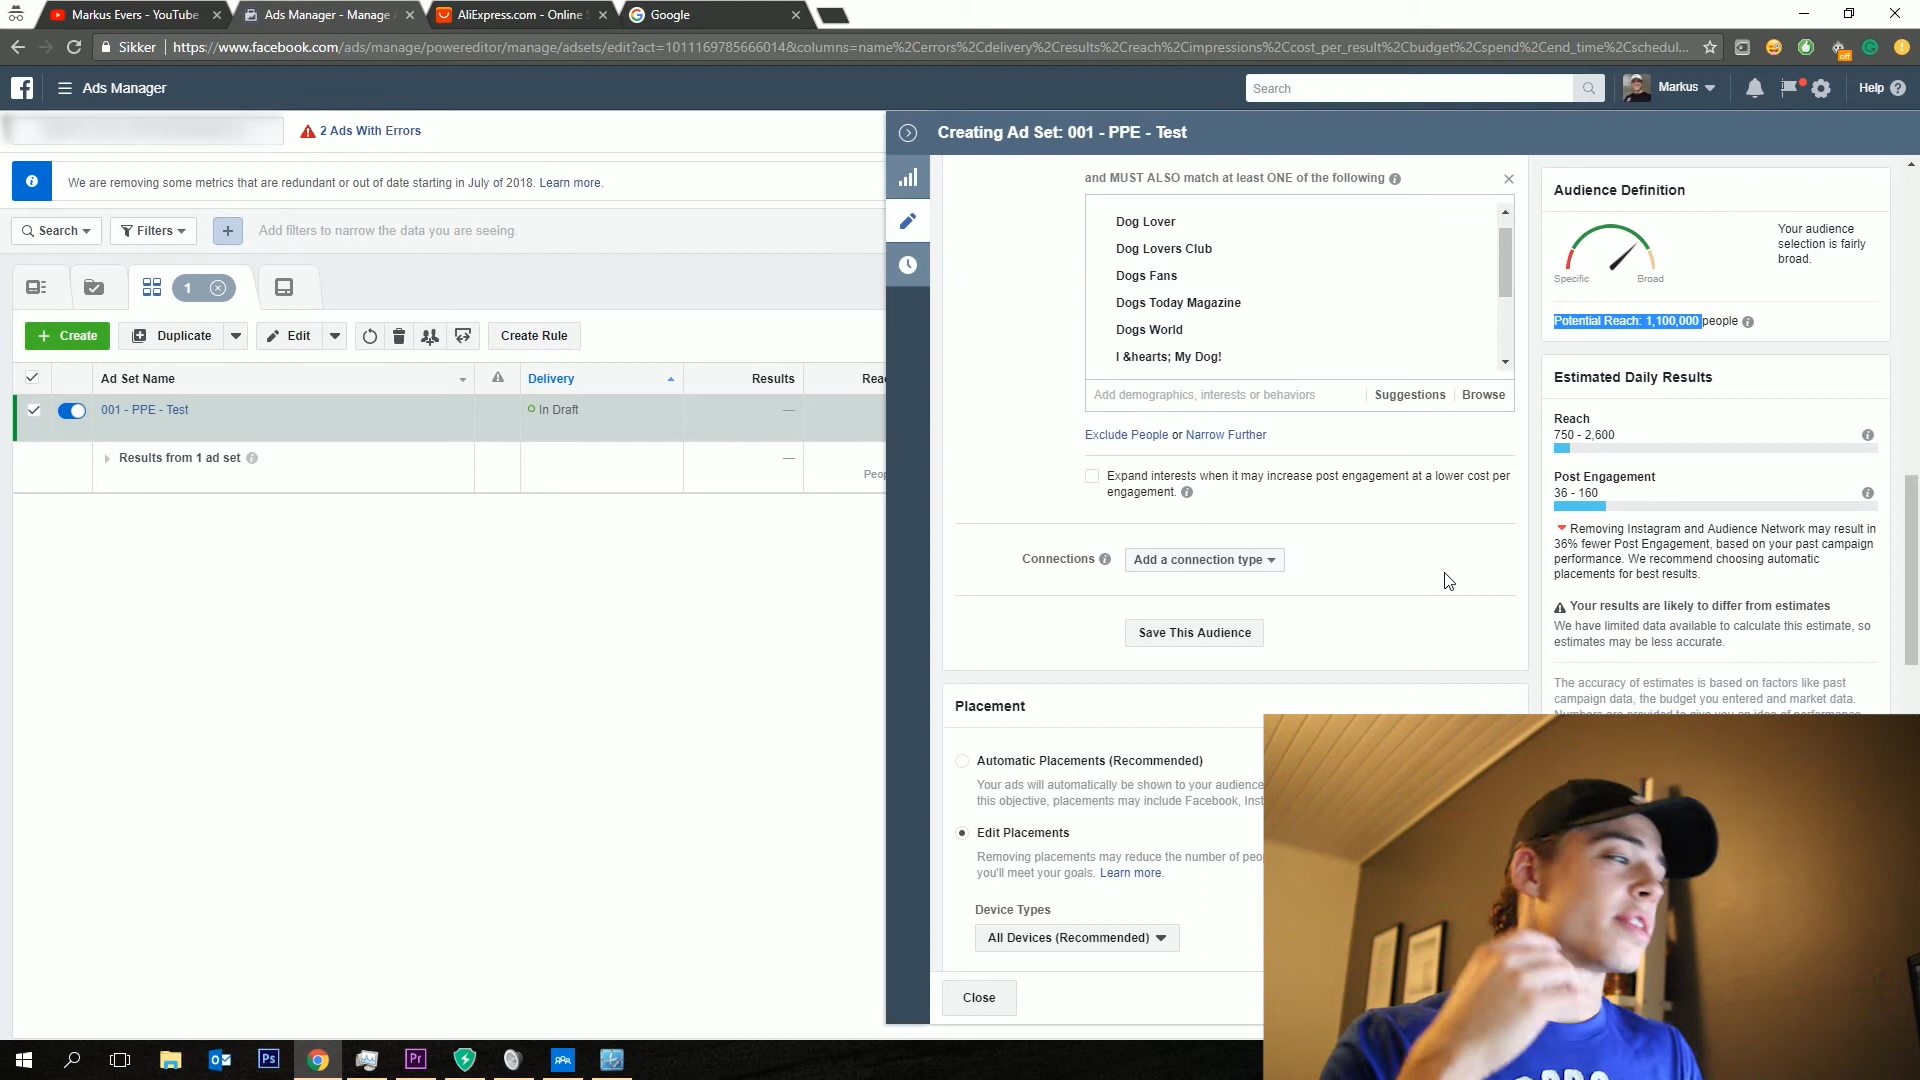 Markus Evers - YouTube
Ads Manager - Manage
AliExpress.com - Online
Google
Sikker
https://www.facebook.com/ads/manage/powereditor/manage/adsets/edit?act=1011169785666014&columns=name%2Cerrors%2Cdelivery%2Cresults%2Creach%2Cimpressions%2Ccost_per_result%2Cbudget%2Cspend%2Cend_time%2Cschedul...
off
Ads Manager
Search
Markus
Help
2 Ads With Errors
Creating Ad Set: 001 - PPE - Test
We are removing some metrics that are redundant or out of date starting in July of 2018. Learn more.
Search
Filters
Add filters to narrow the data you are seeing.
1
Create
Duplicate
Edit
Create Rule
Ad Set Name
Delivery
Results
Reac
001 - PPE - Test
In Draft
—
Results from 1 ad set
—
Peop
and MUST ALSO match at least ONE of the following
Dog Lover
Dog Lovers Club
Dogs Fans
Dogs Today Magazine
Dogs World
I &hearts; My Dog!
Add demographics, interests or behaviors
Suggestions
Browse
Exclude People or Narrow Further
Expand interests when it may increase post engagement at a lower cost per
engagement.
Connections
Add a connection type
Save This Audience
Placement
Automatic Placements (Recommended)
Your ads will automatically be shown to your audience
this objective, placements may include Facebook, Inst
Edit Placements
Removing placements may reduce the number of peop
you'll meet your goals. Learn more.
Device Types
All Devices (Recommended)
Close
Audience Definition
Your audience
selection is fairly
broad.
Specific
Broad
Potential Reach: 1,100,000 people
Estimated Daily Results
Reach
750 - 2,600
Post Engagement
36 - 160
Removing Instagram and Audience Network may result in
36% fewer Post Engagement, based on your past campaign
performance. We recommend choosing automatic
placements for best results.
Your results are likely to differ from estimates
We have limited data available to calculate this estimate, so
estimates may be less accurate.
The accuracy of estimates is based on factors like past
campaign data, the budget you entered and market data.
Numbers are provided to give you an idea of performance
Ps
Pr